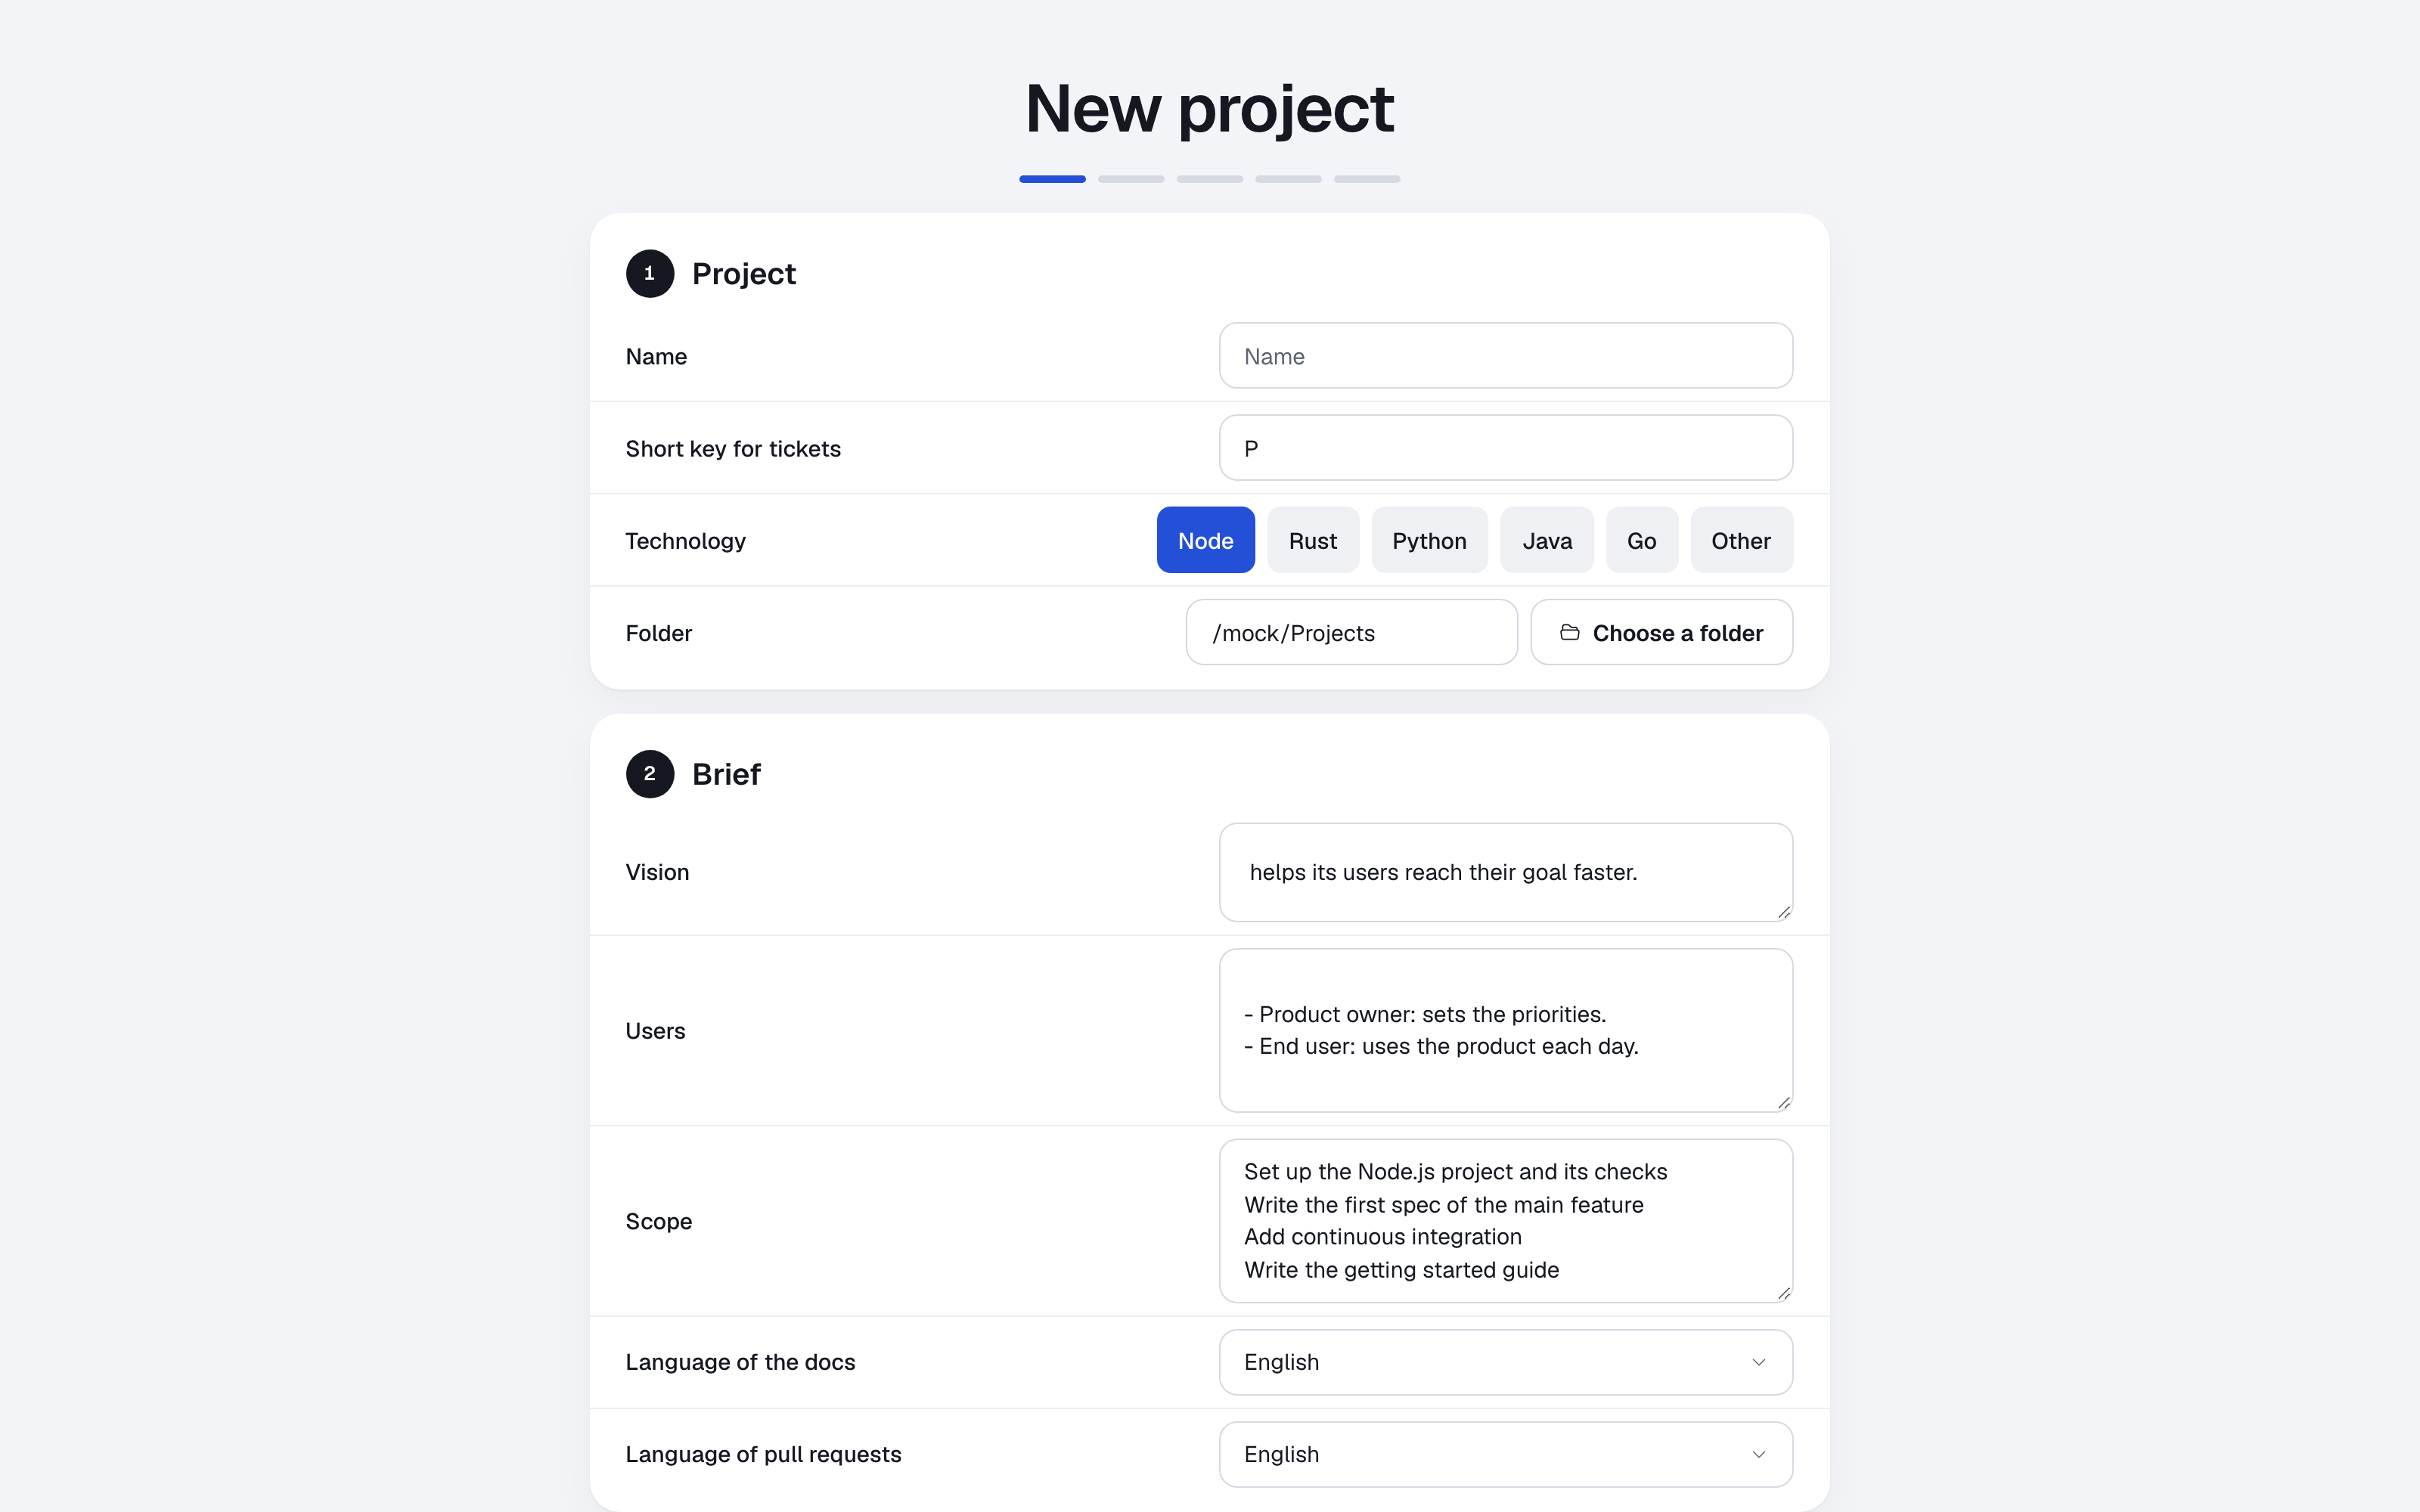 New project
1 Project
Name
Name
Short key for tickets
P
Technology
Node Rust Python Java Go Other
Folder
/mock/Projects
Choose a folder
2 Brief
Vision
helps its users reach their goal faster.
Users
- Product owner: sets the priorities.
- End user: uses the product each day.
Scope
Set up the Node.js project and its checks
Write the first spec of the main feature
Add continuous integration
Write the getting started guide
Language of the docs
English
Language of pull requests
English